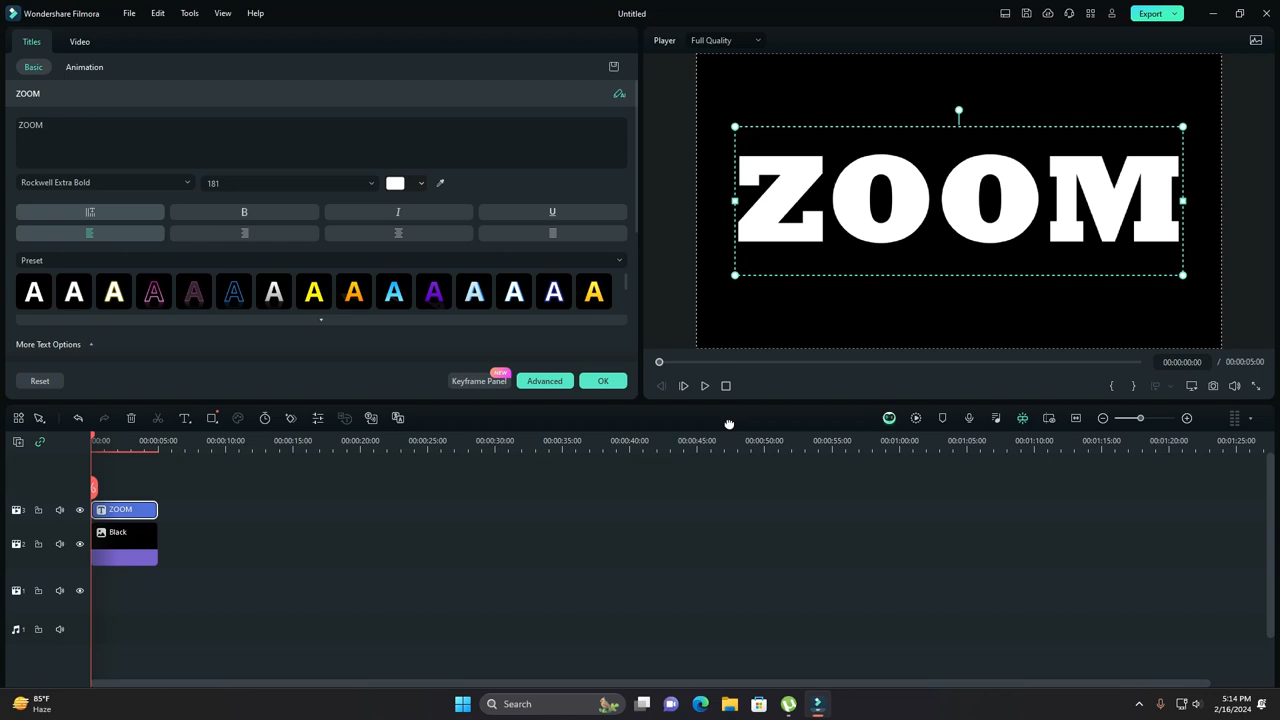 Wondershare Filmora File Edit Tools View Help Untitled Export
Titles Video
Player Full Quality
Basic Animation
ZOOM
ZOOM
ZOOM
Rockwell Extra Bold 181
B I U
Preset
A A A A A A A A A A A A A A A
More Text Options
00:00:00:00 / 00:00:05:00
NEW
Reset Keyframe Panel Advanced OK
00:00 00:00:05:00 00:00:10:00 00:00:15:00 00:00:20:00 00:00:25:00 00:00:30:00 00:00:35:00 00:00:40:00 00:00:45:00 00:00:50:00 00:00:55:00 00:01:00:00 00:01:05:00 00:01:10:00 00:01:15:00 00:01:20:00 00:01:25:00
3 ZOOM
Black
2
1
1
85°F
Haze
Search
5:14 PM
2/16/2024